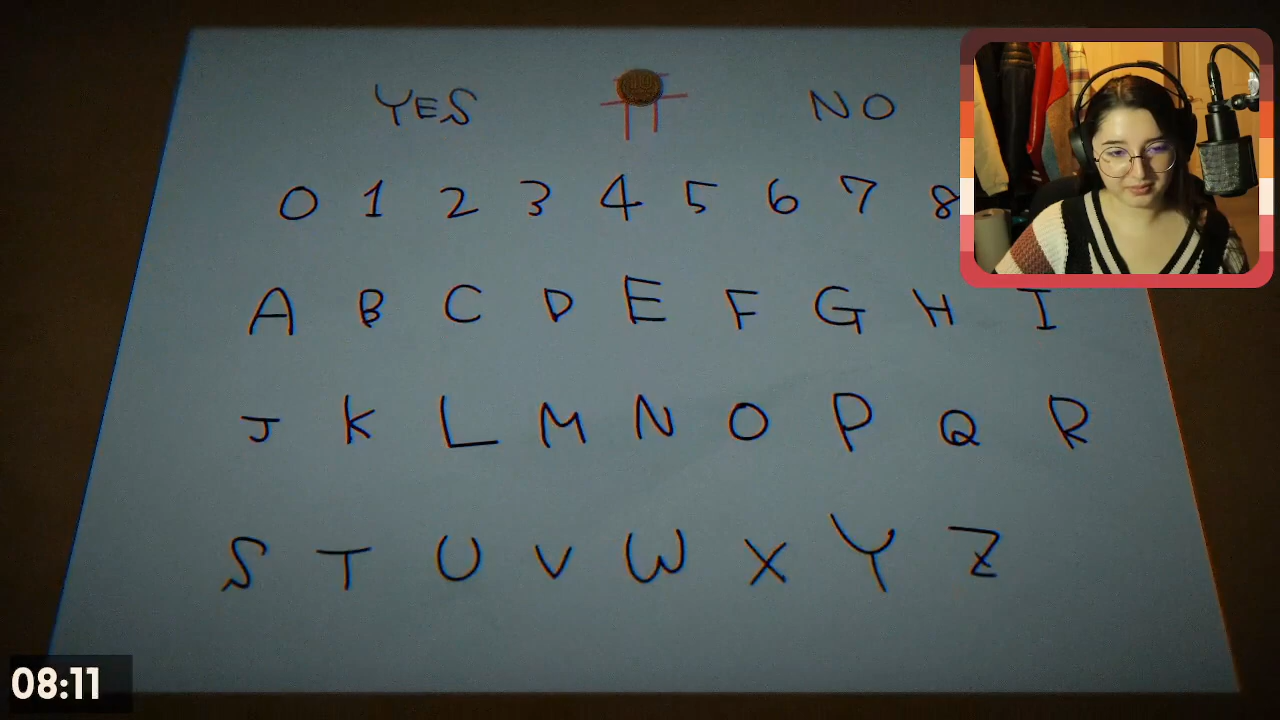 YES NO
0 1 2 3 4 5 6 7 8
A B C D E F G H I
J K L M N O P Q R
S T U V W X Y Z
08:11